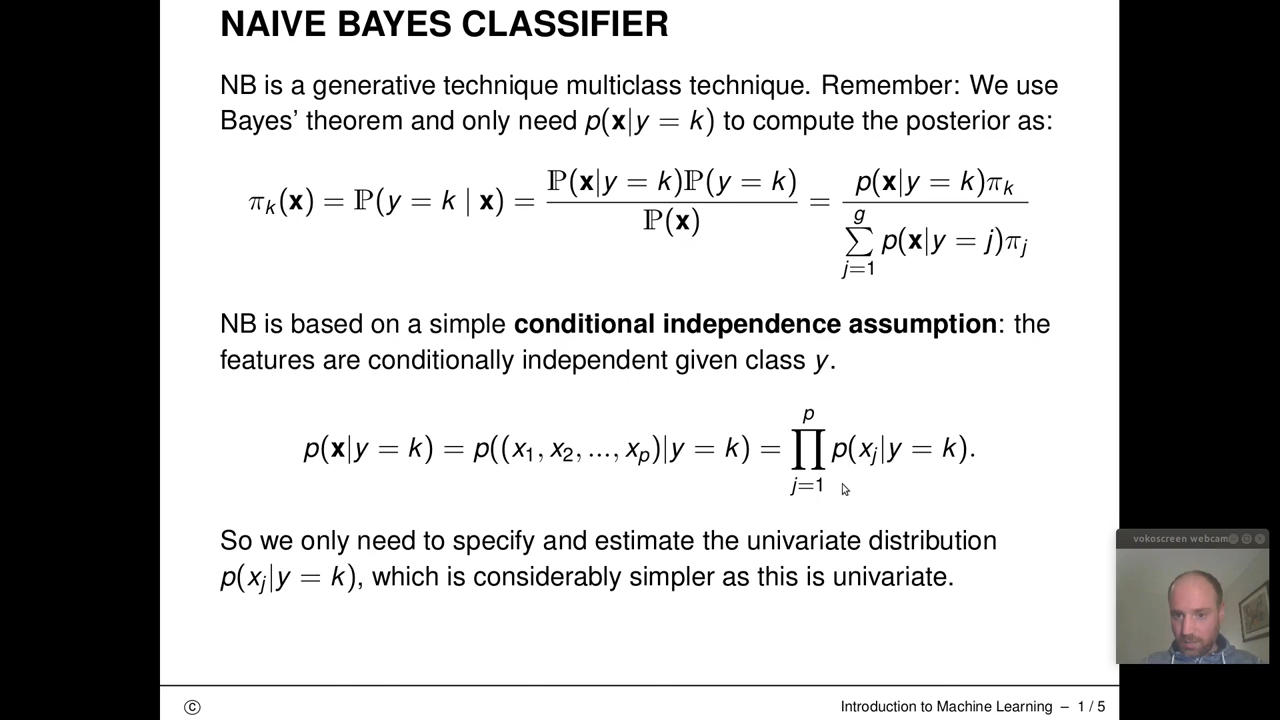 NAIVE BAYES CLASSIFIER
NB is a generative technique multiclass technique. Remember: We use
Bayes' theorem and only need p(x|y = k) to compute the posterior as:
π_k(x) = ℙ(y = k | x) = ℙ(x|y = k)ℙ(y = k) / ℙ(x) = p(x|y = k)π_k / ∑_{j=1}^{g} p(x|y = j)π_j
NB is based on a simple conditional independence assumption: the
features are conditionally independent given class y.
p(x|y = k) = p((x_1, x_2, ..., x_p)|y = k) = ∏_{j=1}^{p} p(x_j|y = k).
So we only need to specify and estimate the univariate distribution
p(x_j|y = k), which is considerably simpler as this is univariate.
vokoscreen webcam
© Introduction to Machine Learning – 1 / 5